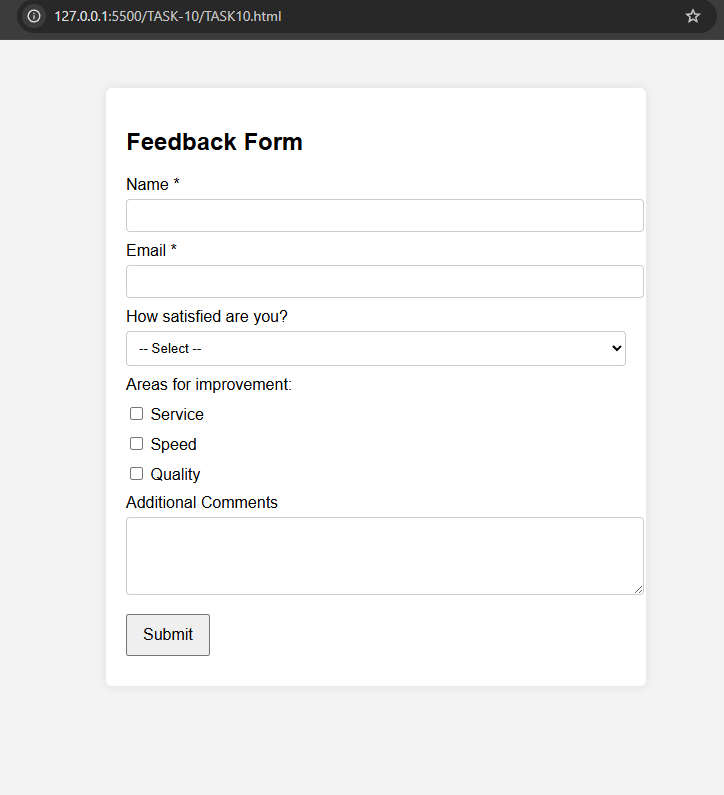 127.0.0.1:5500/TASK-10/TASK10.html
Feedback Form
Name *
Email *
How satisfied are you?
-- Select --
Areas for improvement:
Service
Speed
Quality
Additional Comments
Submit